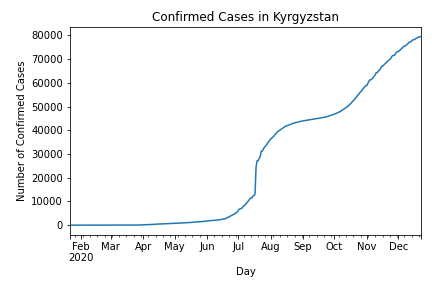 Confirmed Cases in Kyrgyzstan
80000
70000
60000
50000
40000
30000
20000
10000
0
Number of Confirmed Cases
Feb Mar Apr May Jun Jul Aug Sep Oct Nov Dec
2020
Day